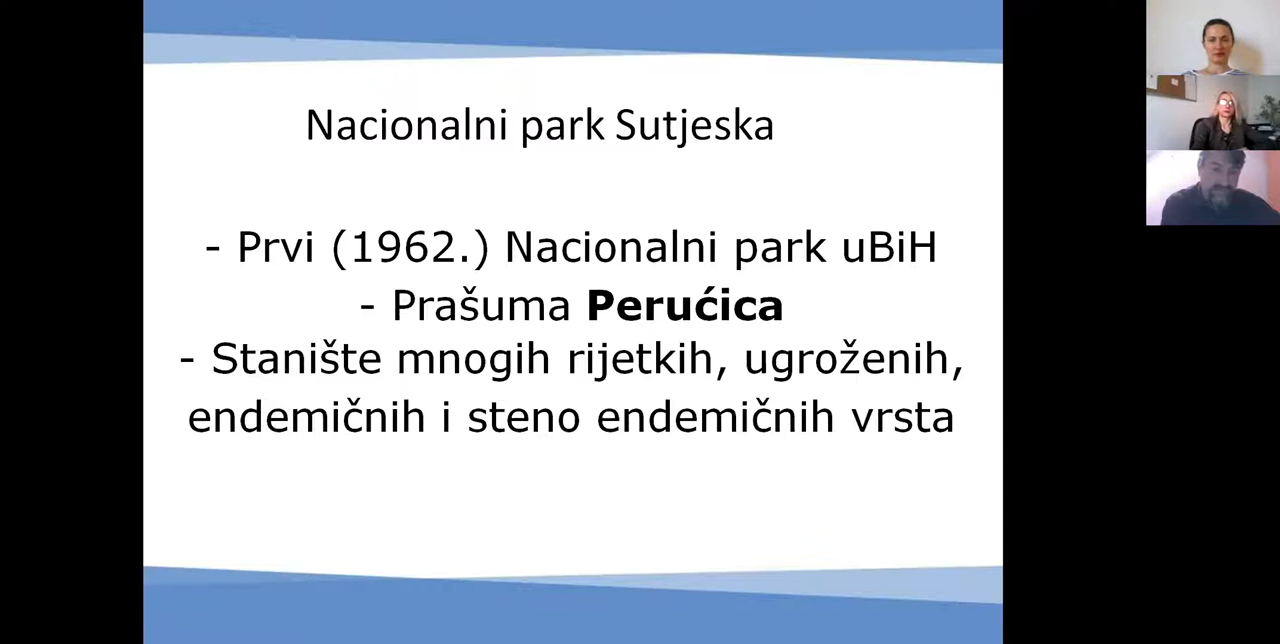 Nacionalni park Sutjeska
- Prvi (1962.) Nacionalni park uBiH
- Prašuma Perućica
- Stanište mnogih rijetkih, ugroženih,
endemičnih i steno endemičnih vrsta